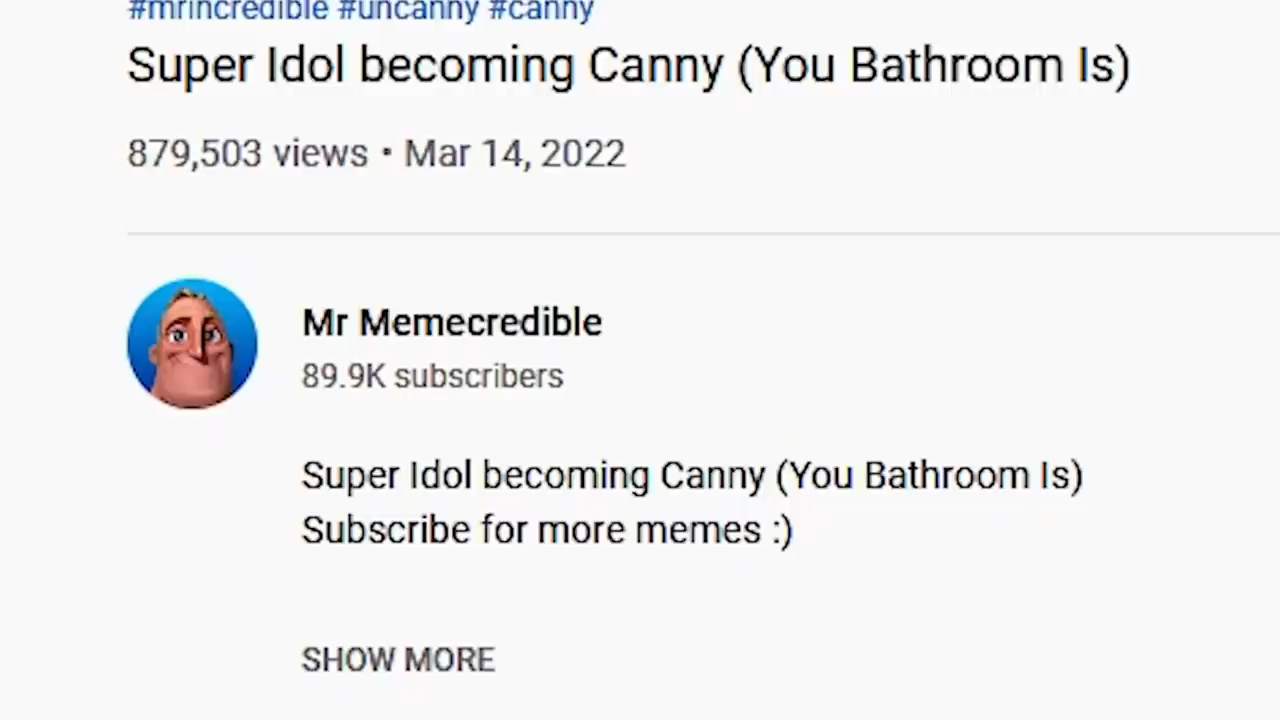 #mrincredible #uncanny #canny
Super Idol becoming Canny (You Bathroom Is)
879,503 views • Mar 14, 2022
Mr Memecredible
89.9K subscribers
Super Idol becoming Canny (You Bathroom Is)
Subscribe for more memes :)
SHOW MORE